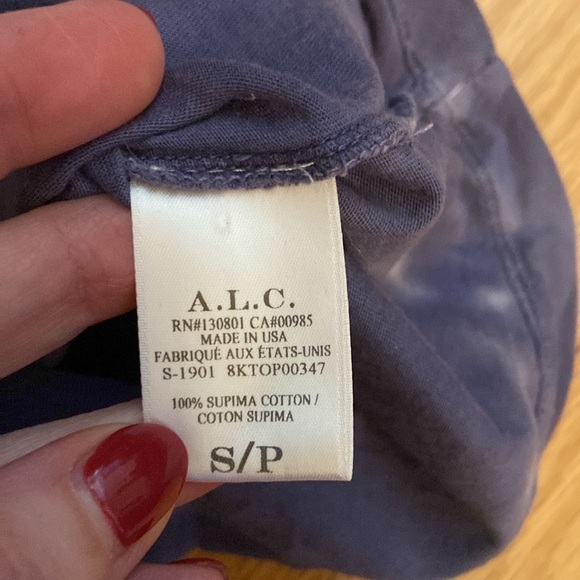 A.L.C.
RN#130801 CA#00985
MADE IN USA
FABRIQUÉ AUX ÉTATS-UNIS
S-1901 8KTOP00347
100% SUPIMA COTTON /
COTON SUPIMA
S/P